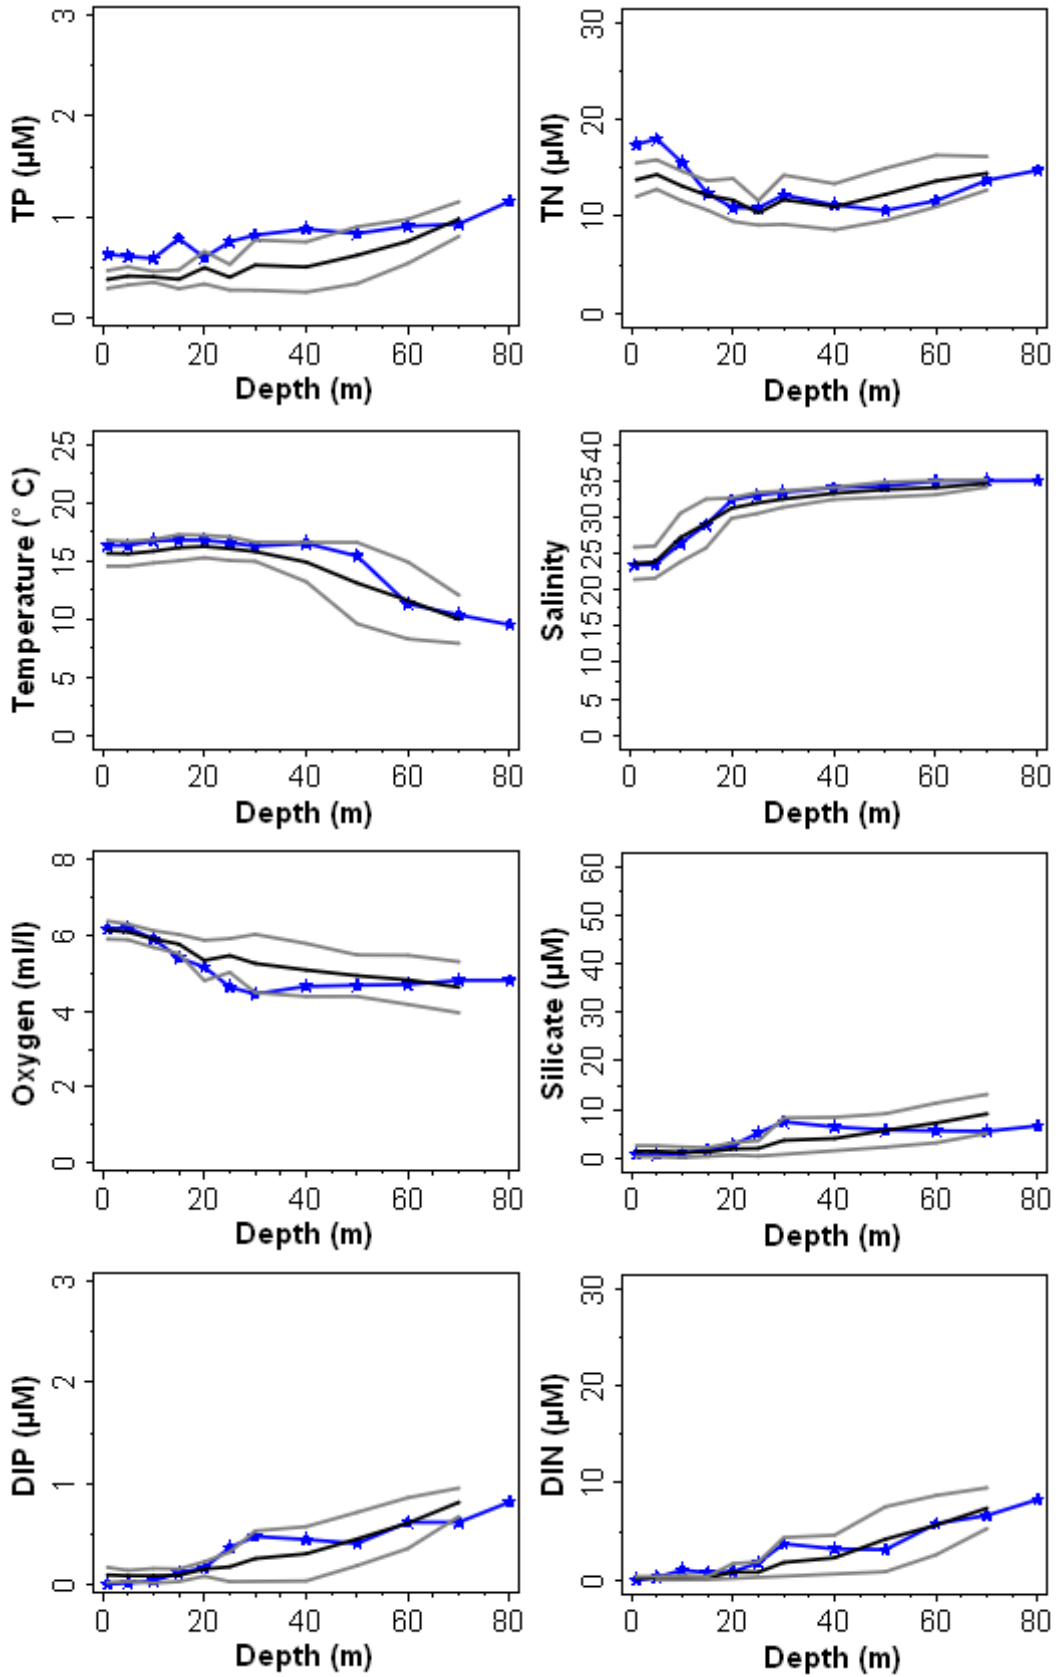 TP (µM)
0 1 2 3
0 20 40 60 80
Depth (m)
TN (µM)
0 10 20 30
0 20 40 60 80
Depth (m)
Temperature (° C)
0 5 10 15 20 25
0 20 40 60 80
Depth (m)
Salinity
0 5 10 15 20 25 30 35 40
0 20 40 60 80
Depth (m)
Oxygen (ml/l)
0 2 4 6 8
0 20 40 60 80
Depth (m)
Silicate (µM)
0 10 20 30 40 50 60
0 20 40 60 80
Depth (m)
DIP (µM)
0 1 2 3
0 20 40 60 80
Depth (m)
DIN (µM)
0 10 20 30
0 20 40 60 80
Depth (m)